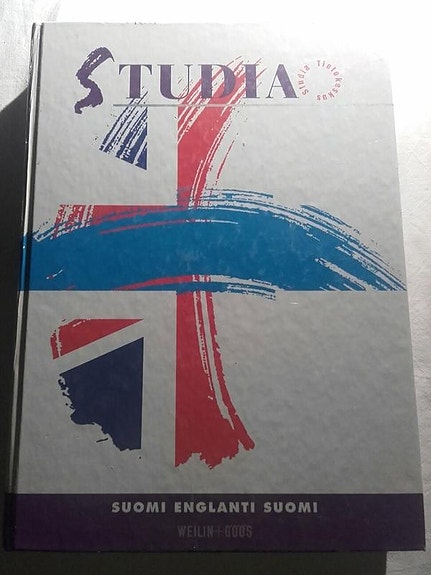 STUDIA
Studia Tietokeskus
SUOMI ENGLANTI SUOMI
WEILIN+GÖÖS